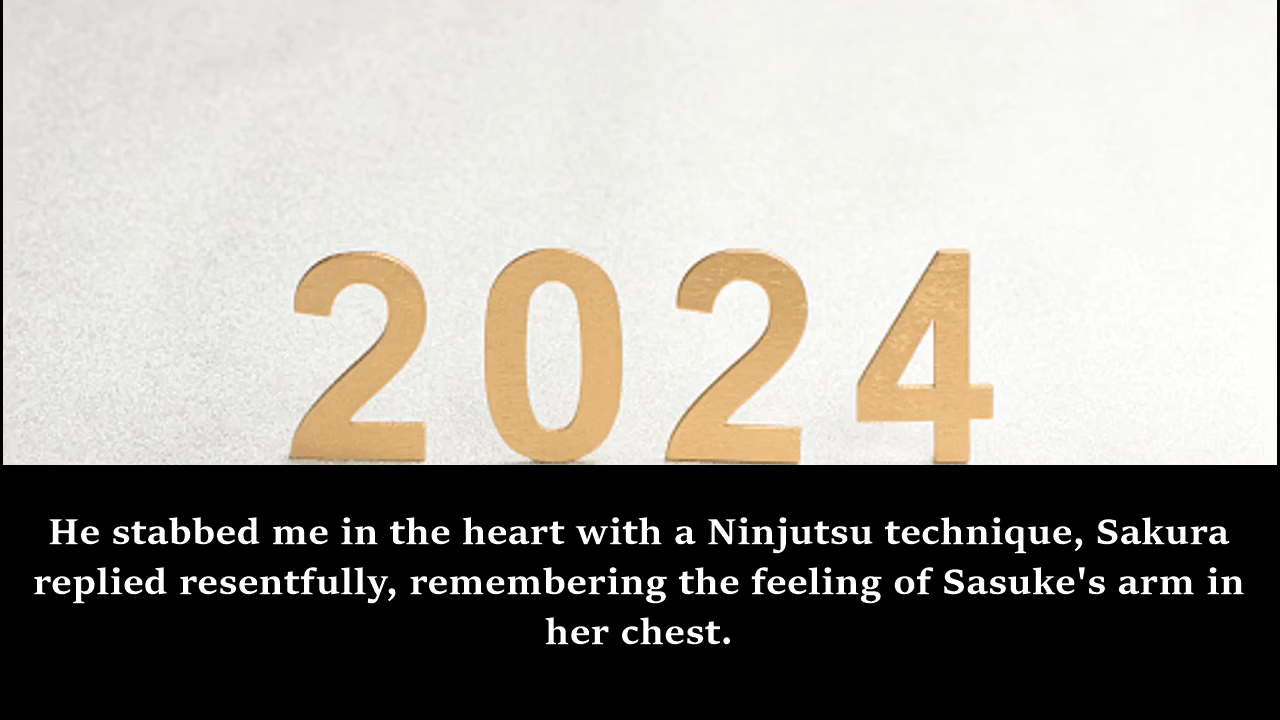 2024
He stabbed me in the heart with a Ninjutsu technique, Sakura
replied resentfully, remembering the feeling of Sasuke's arm in
her chest.